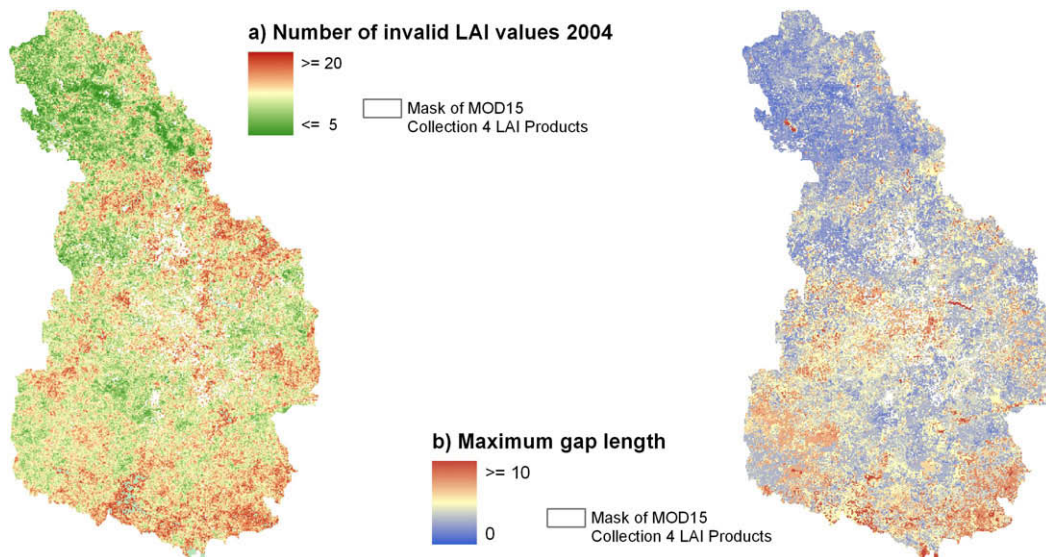 a) Number of invalid LAI values 2004
>= 20
<= 5
Mask of MOD15
Collection 4 LAI Products
b) Maximum gap length
>= 10
0
Mask of MOD15
Collection 4 LAI Products